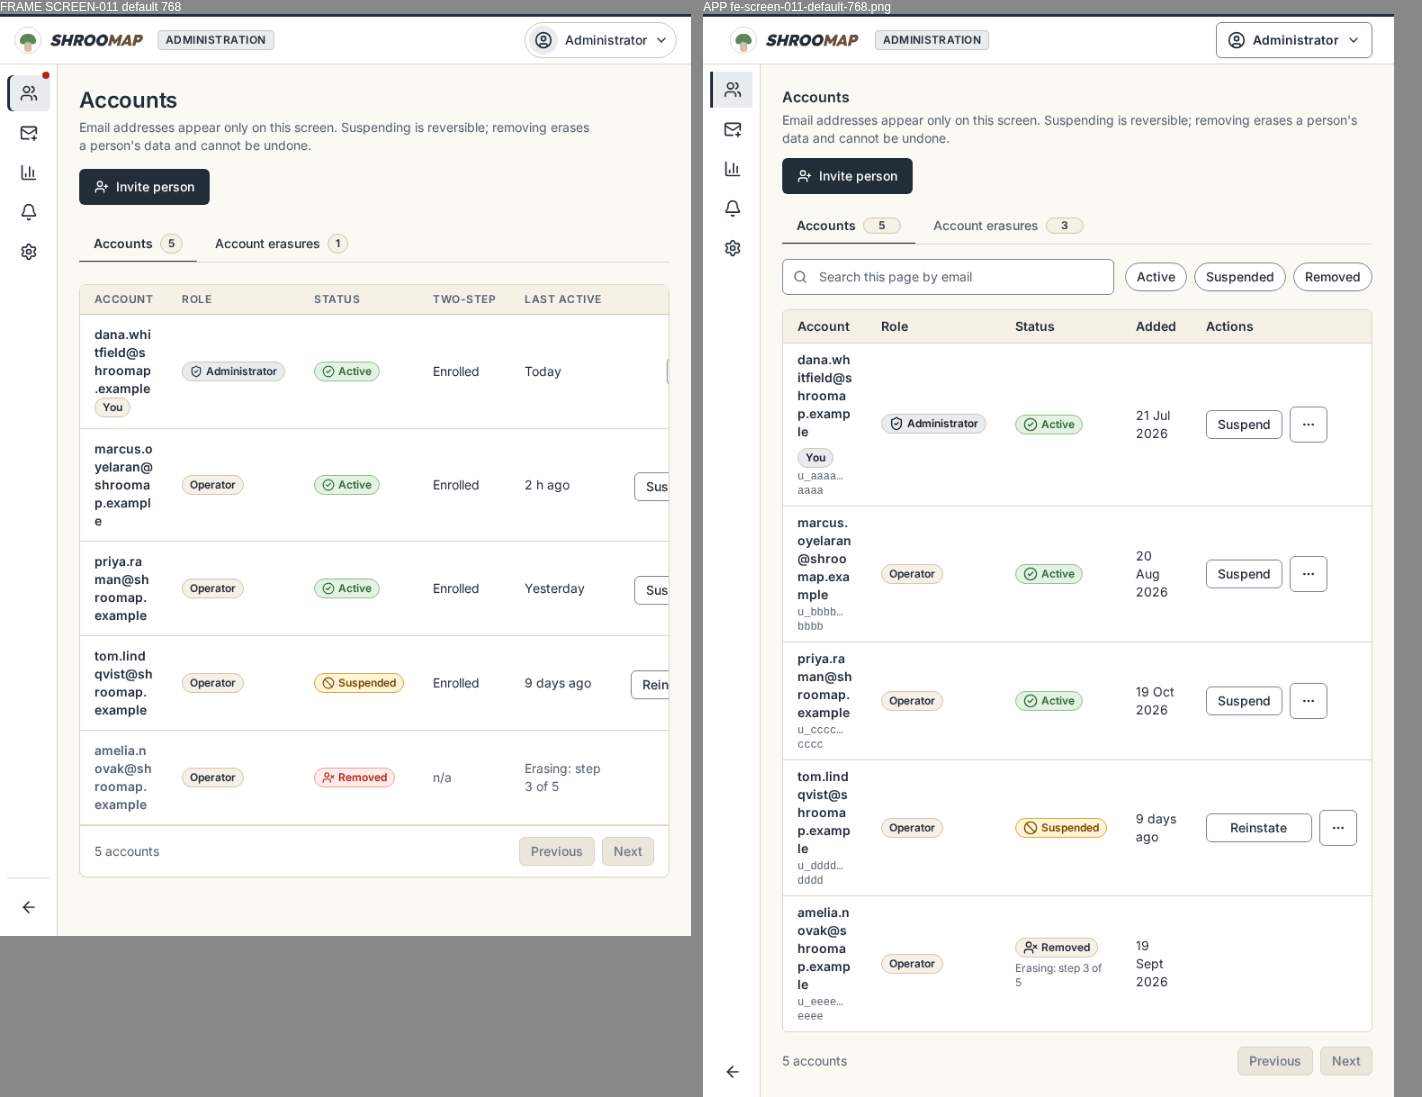 FRAME SCREEN-011 default 768
SHROOMAP
ADMINISTRATION
Administrator
Accounts
Email addresses appear only on this screen. Suspending is reversible; removing erases
a person's data and cannot be undone.
Invite person
Accounts 5
Account erasures 1
ACCOUNT ROLE STATUS TWO-STEP LAST ACTIVE
dana.whi
tfield@s
hroomap
.example
You
Administrator
Active
Enrolled
Today
marcus.o
yelaran@
shrooma
p.exampl
e
Operator
Active
Enrolled
2 h ago
Sus
priya.ra
man@sh
roomap.
example
Operator
Active
Enrolled
Yesterday
Sus
tom.lind
qvist@sh
roomap.
example
Operator
Suspended
Enrolled
9 days ago
Rein
amelia.n
ovak@sh
roomap.
example
Operator
Removed
n/a
Erasing: step
3 of 5
5 accounts
Previous
Next
APP fe-screen-011-default-768.png
SHROOMAP
ADMINISTRATION
Administrator
Accounts
Email addresses appear only on this screen. Suspending is reversible; removing erases a person's
data and cannot be undone.
Invite person
Accounts 5
Account erasures 3
Search this page by email
Active
Suspended
Removed
Account Role Status Added Actions
dana.wh
itfield@s
hrooma
p.examp
le
You
u_aaaa…
aaaa
Administrator
Active
21 Jul
2026
Suspend
marcus.
oyelaran
@shroo
map.exa
mple
u_bbbb…
bbbb
Operator
Active
20
Aug
2026
Suspend
priya.ra
man@sh
roomap.
example
u_cccc…
cccc
Operator
Active
19 Oct
2026
Suspend
tom.lind
qvist@s
hrooma
p.examp
le
u_dddd…
dddd
Operator
Suspended
9 days
ago
Reinstate
amelia.n
ovak@s
hrooma
p.examp
le
u_eeee…
eeee
Operator
Removed
Erasing: step 3 of
5
19
Sept
2026
5 accounts
Previous
Next